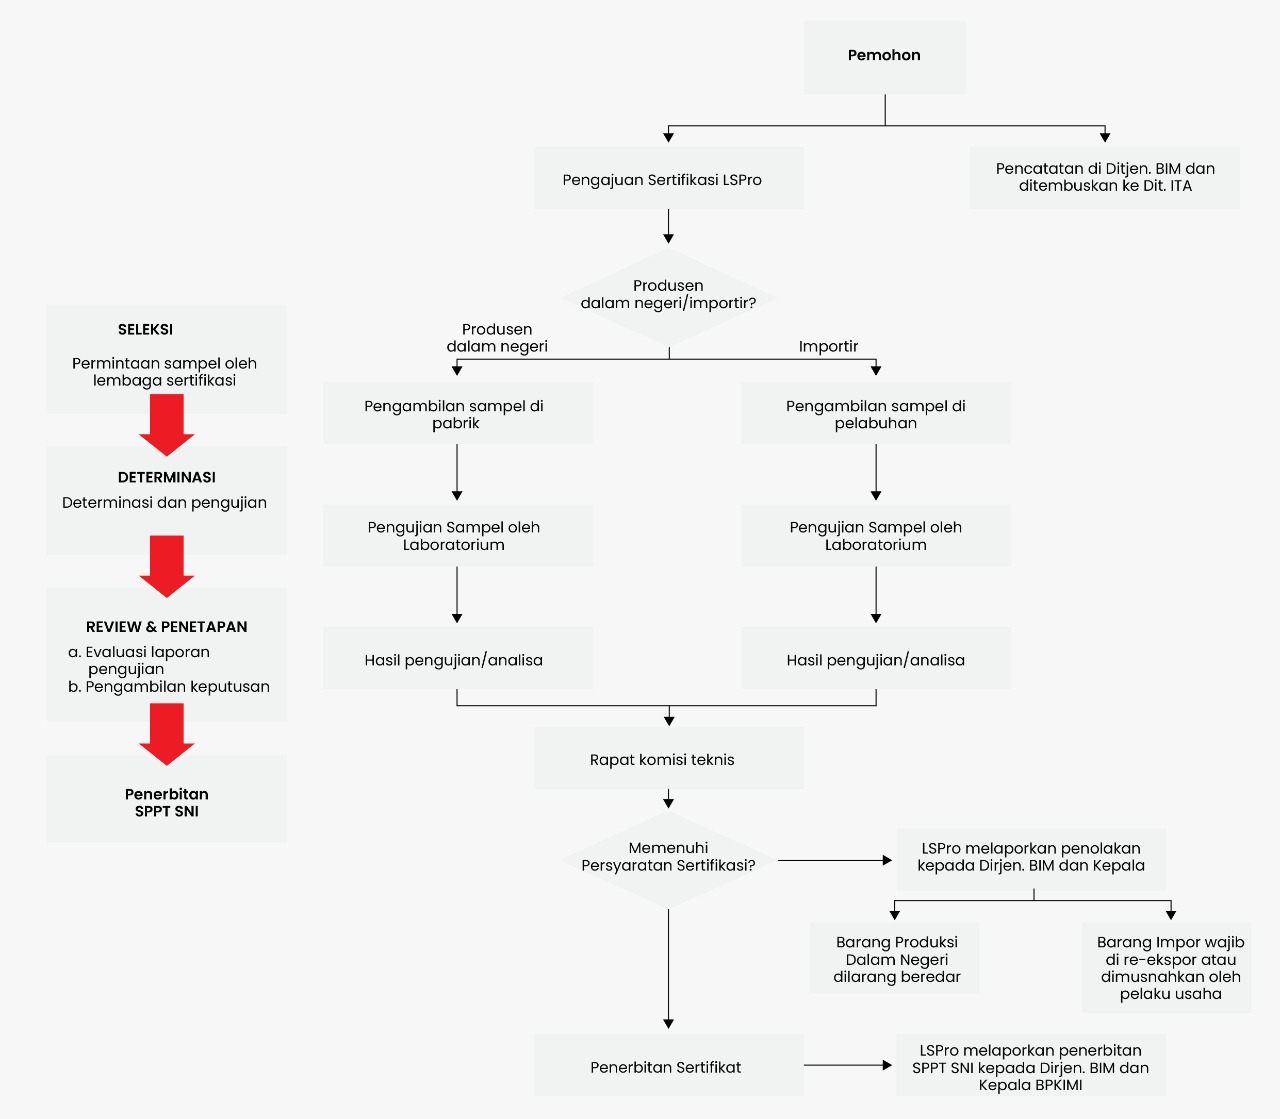 Pemohon
Pengajuan Sertifikasi LSPro
Pencatatan di Ditjen. BIM dan
ditembuskan ke Dit. ITA
Produsen
dalam negeri/importir?
Produsen
dalam negeri
Importir
Pengambilan sampel di
pabrik
Pengambilan sampel di
pelabuhan
Pengujian Sampel oleh
Laboratorium
Pengujian Sampel oleh
Laboratorium
Hasil pengujian/analisa
Hasil pengujian/analisa
Rapat komisi teknis
Memenuhi
Persyaratan Sertifikasi?
LSPro melaporkan penolakan
kepada Dirjen. BIM dan Kepala
Barang Produksi
Dalam Negeri
dilarang beredar
Barang Impor wajib
di re-ekspor atau
dimusnahkan oleh
pelaku usaha
Penerbitan Sertifikat
LSPro melaporkan penerbitan
SPPT SNI kepada Dirjen. BIM dan
Kepala BPKIMI
SELEKSI
Permintaan sampel oleh
lembaga sertifikasi
DETERMINASI
Determinasi dan pengujian
REVIEW & PENETAPAN
a. Evaluasi laporan
pengujian
b. Pengambilan keputusan
Penerbitan
SPPT SNI